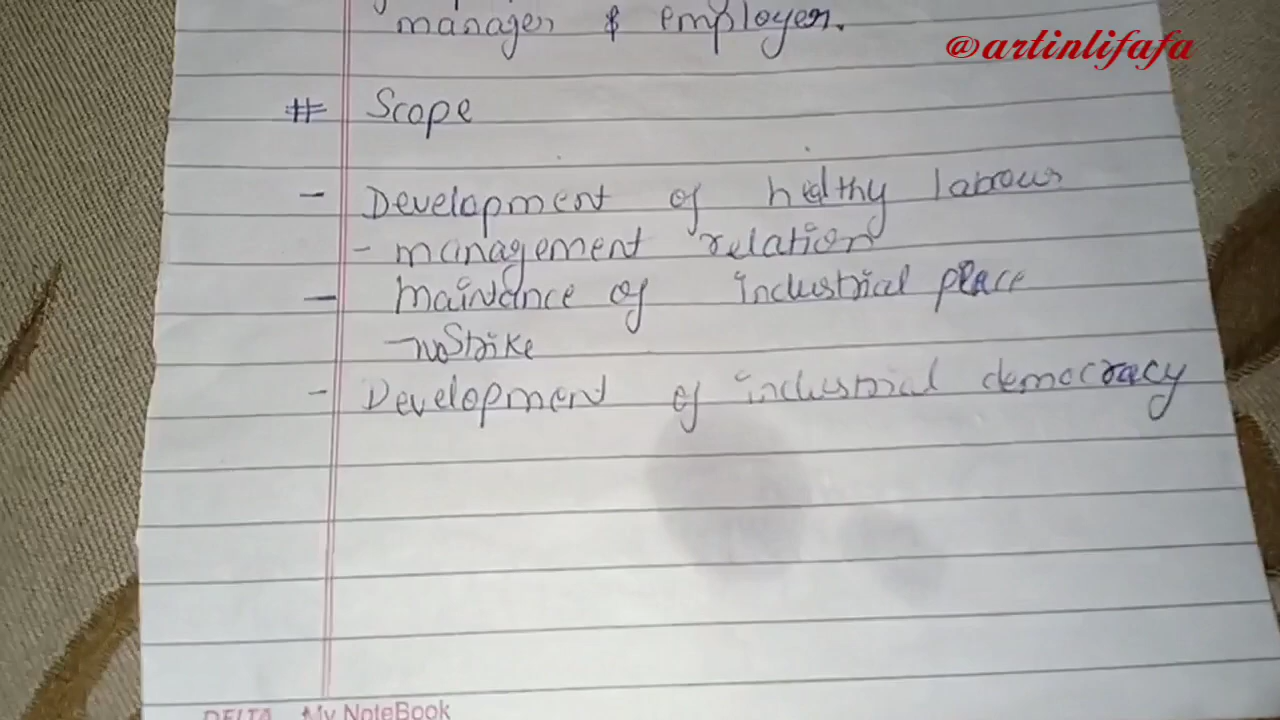 manager & employer.
@artinlifafa
# Scope
- Development of healthy labour
- management relation
- maintance of industrial peace
- no Strike
- Development of industrial democracy
DELTA My NoteBook